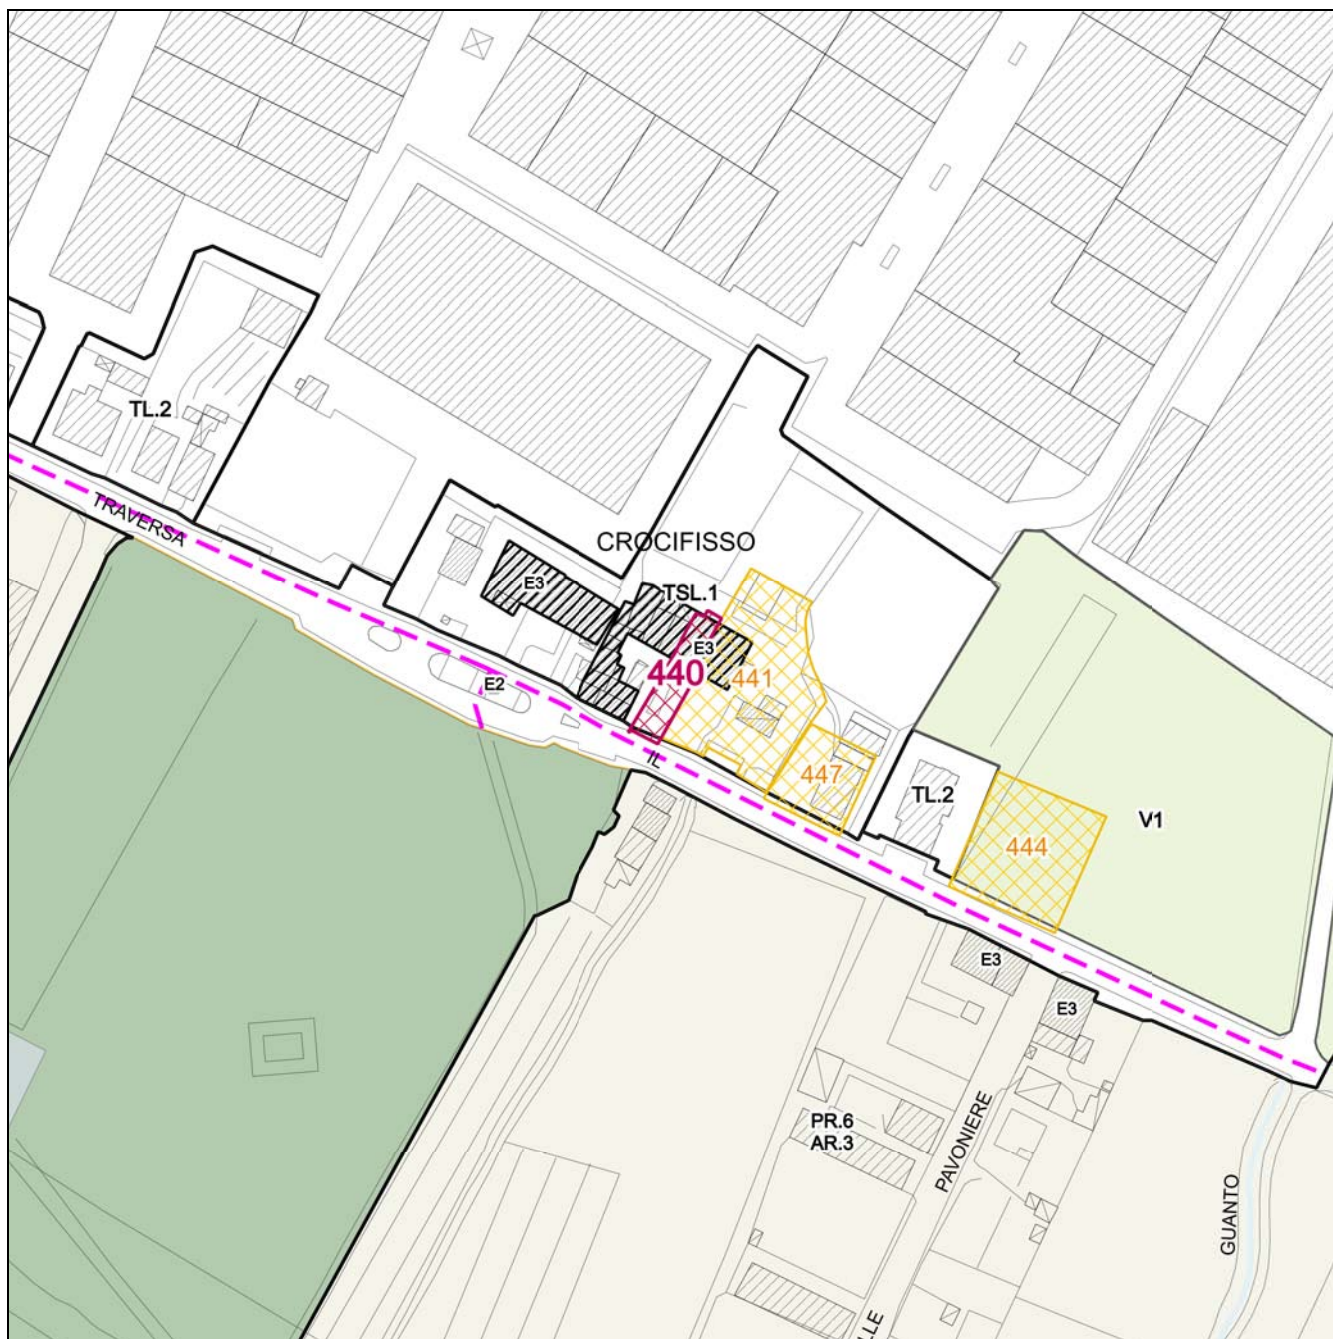 TL.2
TRAVERSA
CROCIFISSO
E3
TSL.1
E3
440
441
E2
IL
447
TL.2
444
V1
E3
E3
PR.6
AR.3
PAVONIERE
GUANTO
LLE